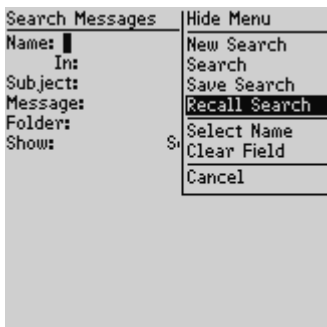 Search Messages
Name:
In:
Subject:
Message:
Folder:
Show:
Hide Menu
New Search
Search
Save Search
Recall Search
Select Name
Clear Field
Cancel